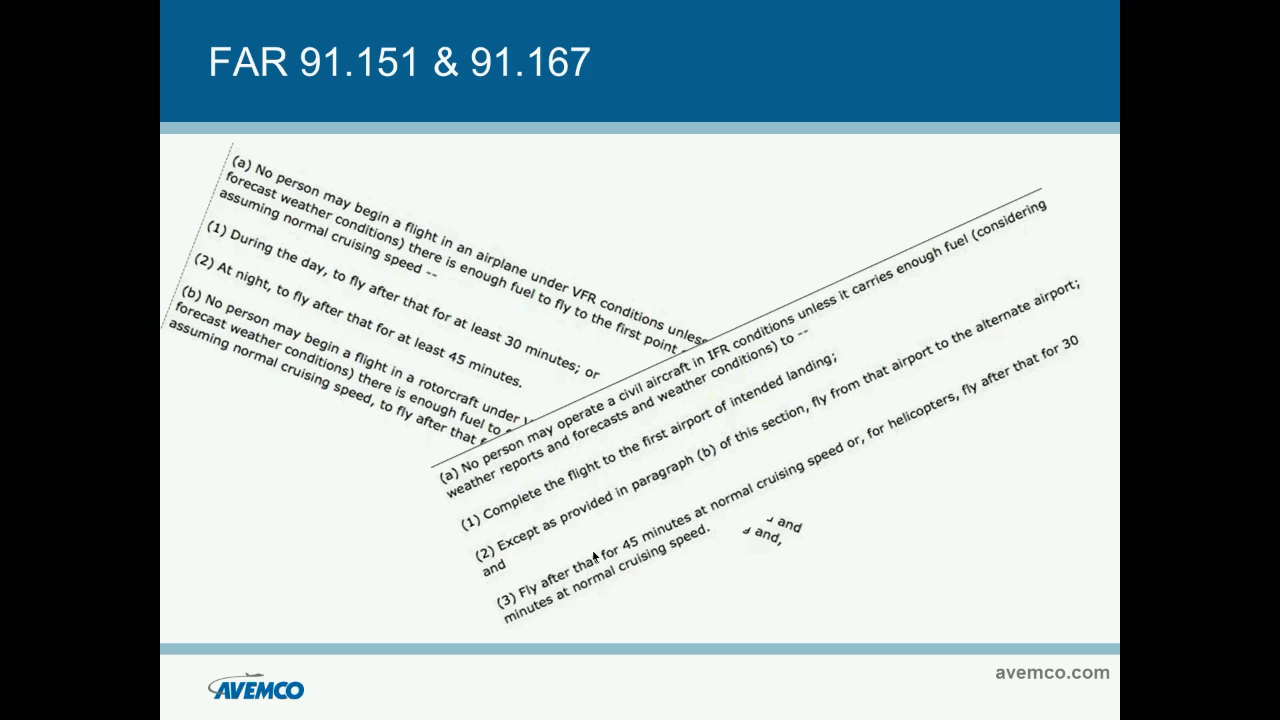 FAR 91.151 & 91.167
(a) No person may begin a flight in an airplane under VFR conditions unless
forecast weather conditions) there is enough fuel to fly to the first point
assuming normal cruising speed --
(1) During the day, to fly after that for at least 30 minutes; or
(2) At night, to fly after that for at least 45 minutes.
(b) No person may begin a flight in a rotorcraft under
forecast weather conditions) there is enough fuel to
assuming normal cruising speed, to fly after that
(a) No person may operate a civil aircraft in IFR conditions unless it carries enough fuel (considering
weather reports and forecasts and weather conditions) to --
(1) Complete the flight to the first airport of intended landing;
(2) Except as provided in paragraph (b) of this section, fly from that airport to the alternate airport;
and
(3) Fly after that for 45 minutes at normal cruising speed or, for helicopters, fly after that for 30
minutes at normal cruising speed.
and
and,
AVEMCO
avemco.com